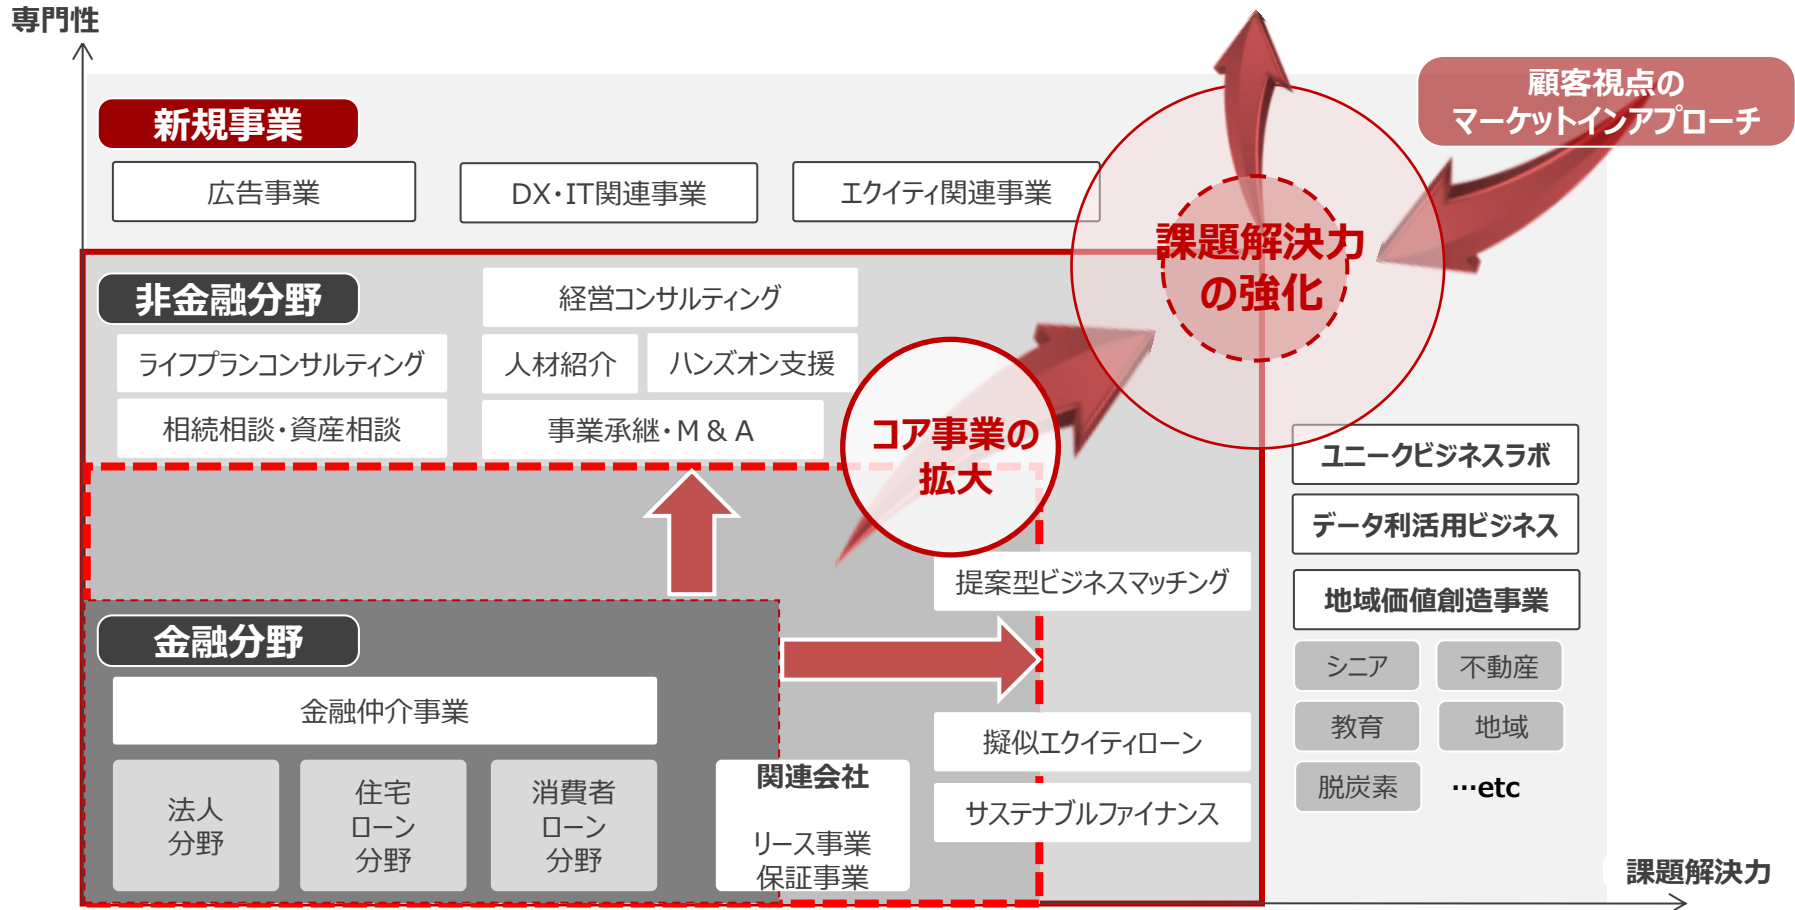 専門性
顧客視点の
マーケットインアプローチ
新規事業
広告事業
DX・IT関連事業
エクイティ関連事業
課題解決力
の強化
非金融分野
経営コンサルティング
ライフプランコンサルティング
人材紹介
ハンズオン支援
相続相談・資産相談
事業承継・M & A
コア事業の
拡大
ユニークビジネスラボ
データ利活用ビジネス
地域価値創造事業
提案型ビジネスマッチング
金融分野
シニア
不動産
金融仲介事業
教育
地域
擬似エクイティローン
脱炭素
…etc
法人
分野
住宅
ローン
分野
消費者
ローン
分野
関連会社
リース事業
保証事業
サステナブルファイナンス
課題解決力